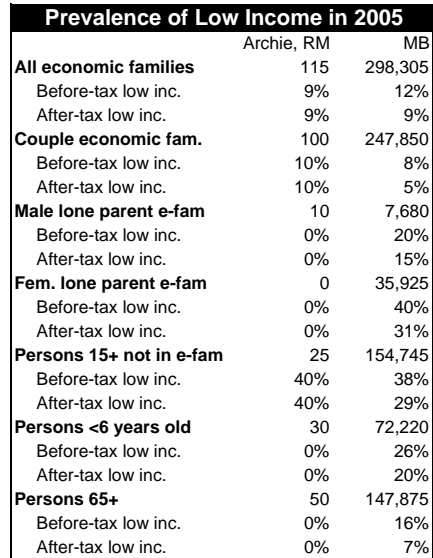 Prevalence of Low Income in 2005
Archie, RM MB
All economic families 115 298,305
Before-tax low inc. 9% 12%
After-tax low inc. 9% 9%
Couple economic fam. 100 247,850
Before-tax low inc. 10% 8%
After-tax low inc. 10% 5%
Male lone parent e-fam 10 7,680
Before-tax low inc. 0% 20%
After-tax low inc. 0% 15%
Fem. lone parent e-fam 0 35,925
Before-tax low inc. 0% 40%
After-tax low inc. 0% 31%
Persons 15+ not in e-fam 25 154,745
Before-tax low inc. 40% 38%
After-tax low inc. 40% 29%
Persons <6 years old 30 72,220
Before-tax low inc. 0% 26%
After-tax low inc. 0% 20%
Persons 65+ 50 147,875
Before-tax low inc. 0% 16%
After-tax low inc. 0% 7%